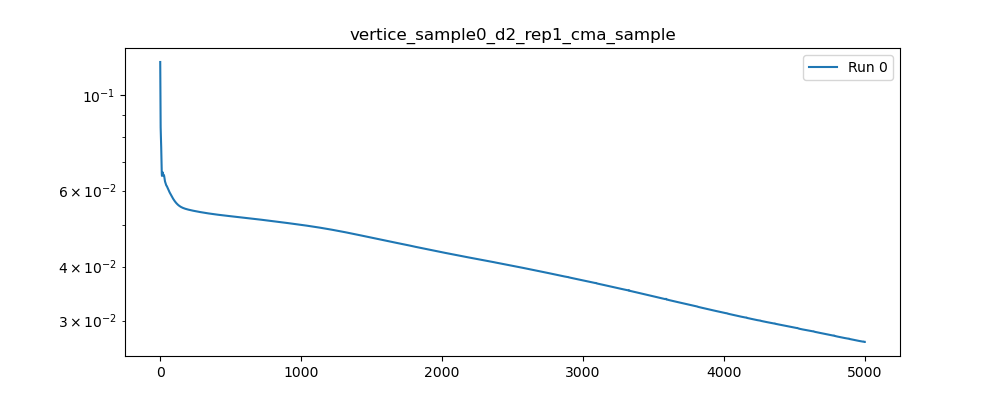 vertice_sample0_d2_rep1_cma_sample
Run 0
10⁻¹
6 × 10⁻²
4 × 10⁻²
3 × 10⁻²
0 1000 2000 3000 4000 5000